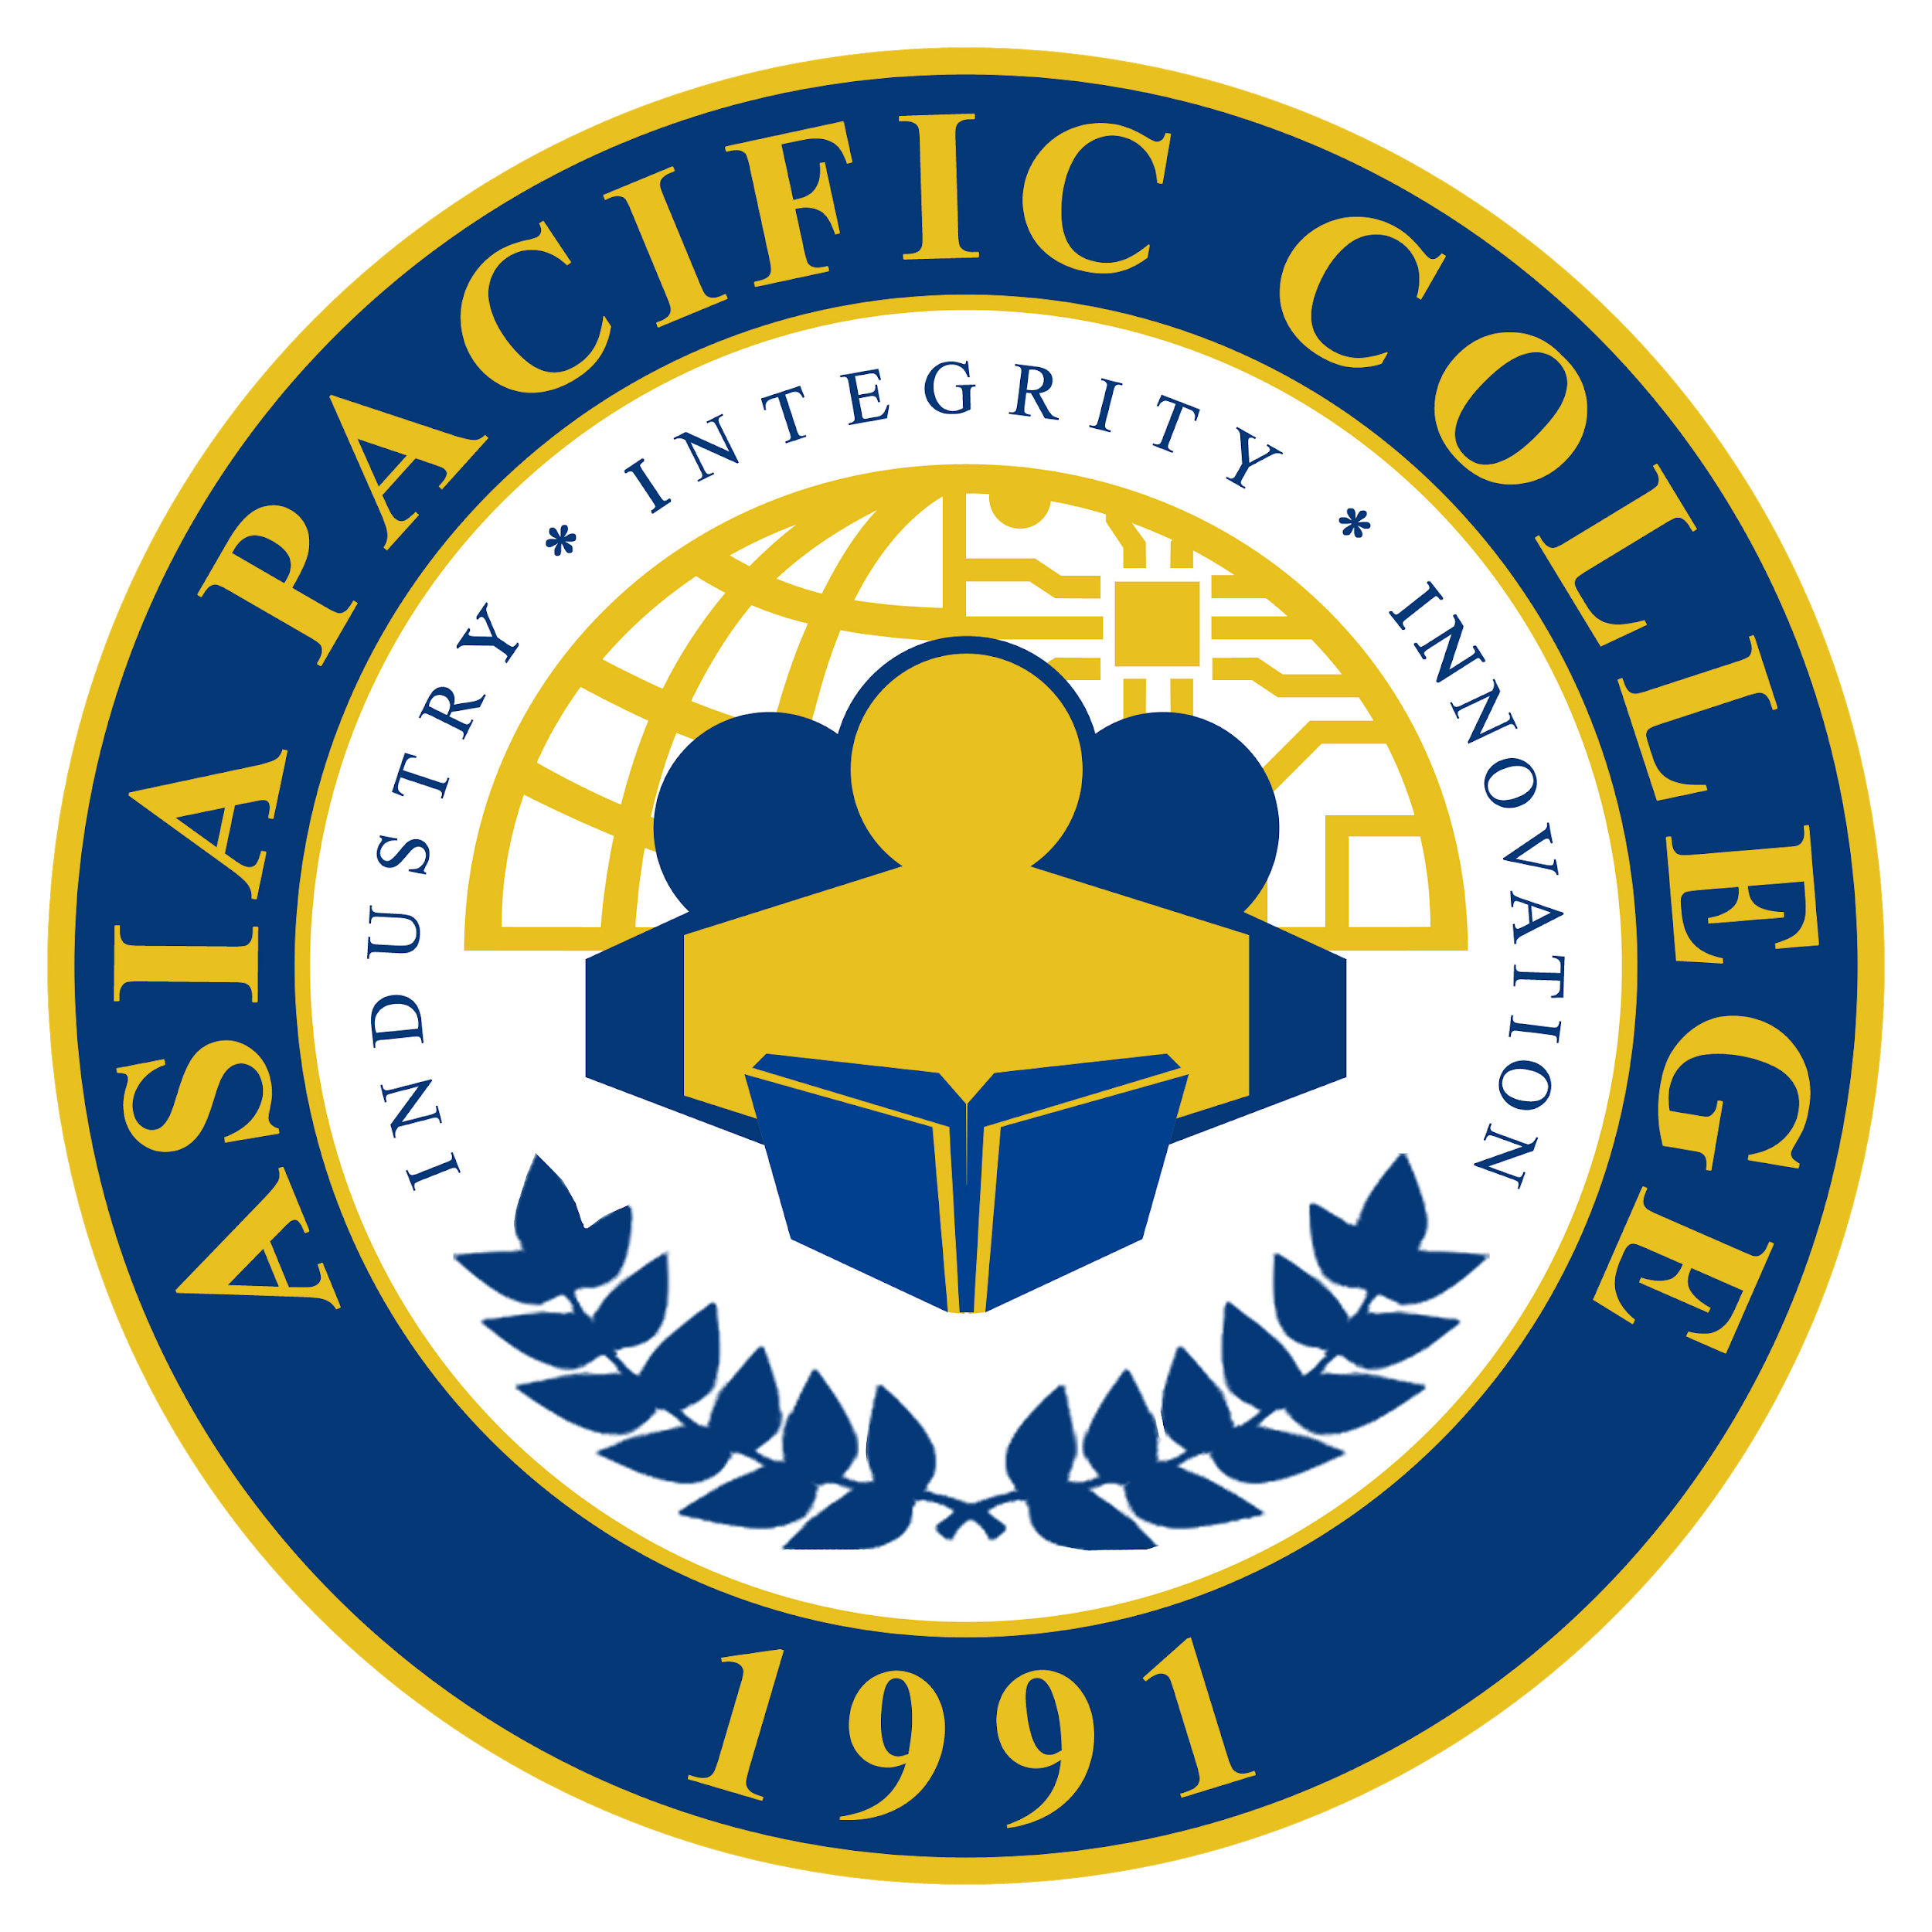 ASIA PACIFIC COLLEGE
INDUSTRY * INTEGRITY * INNOVATION
1991